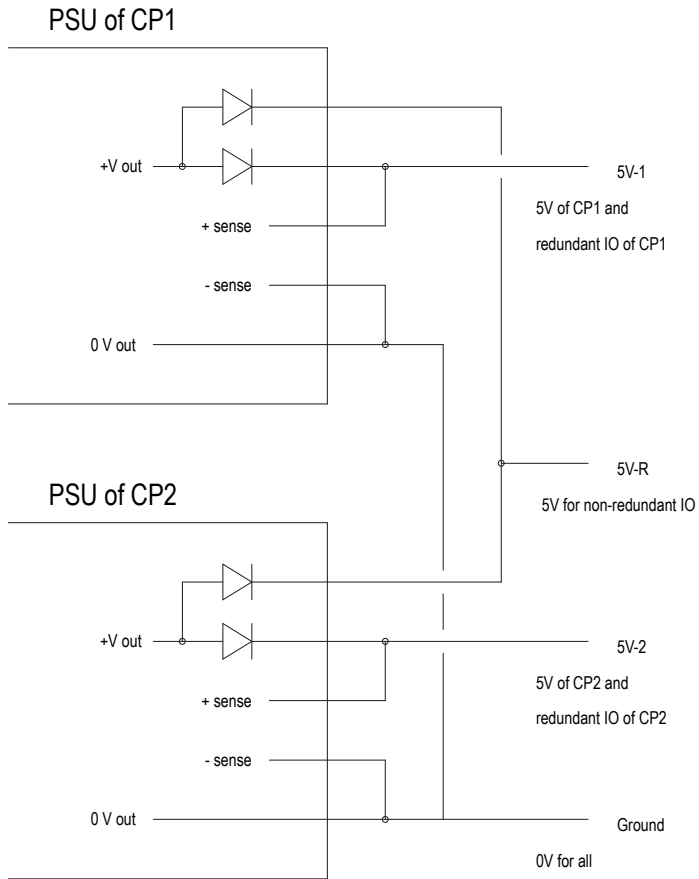 PSU of CP1
+V out
5V-1
5V of CP1 and
redundant IO of CP1
+ sense
- sense
0 V out
5V-R
5V for non-redundant IO
PSU of CP2
+V out
5V-2
5V of CP2 and
redundant IO of CP2
+ sense
- sense
0 V out
Ground
0V for all